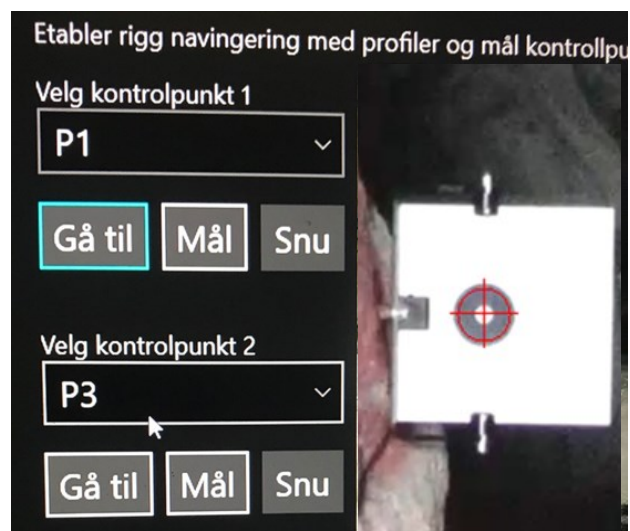 Etabler rigg navingering med profiler og mål kontrollpu
Velg kontrolpunkt 1
P1
Gå til Mål Snu
Velg kontrolpunkt 2
P3
Gå til Mål Snu